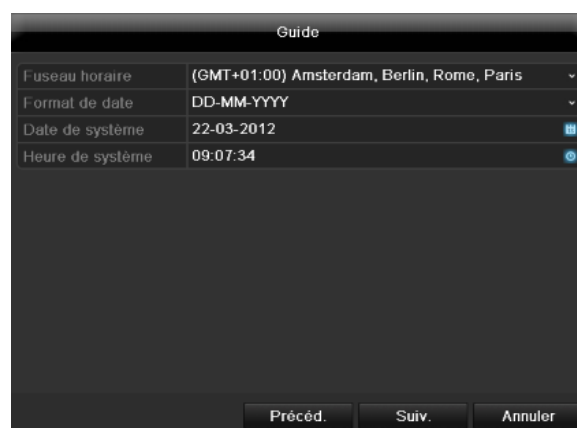 Guide
Fuseau horaire (GMT+01:00) Amsterdam, Berlin, Rome, Paris
Format de date DD-MM-YYYY
Date de système 22-03-2012
Heure de système 09:07:34
Précéd. Suiv. Annuler